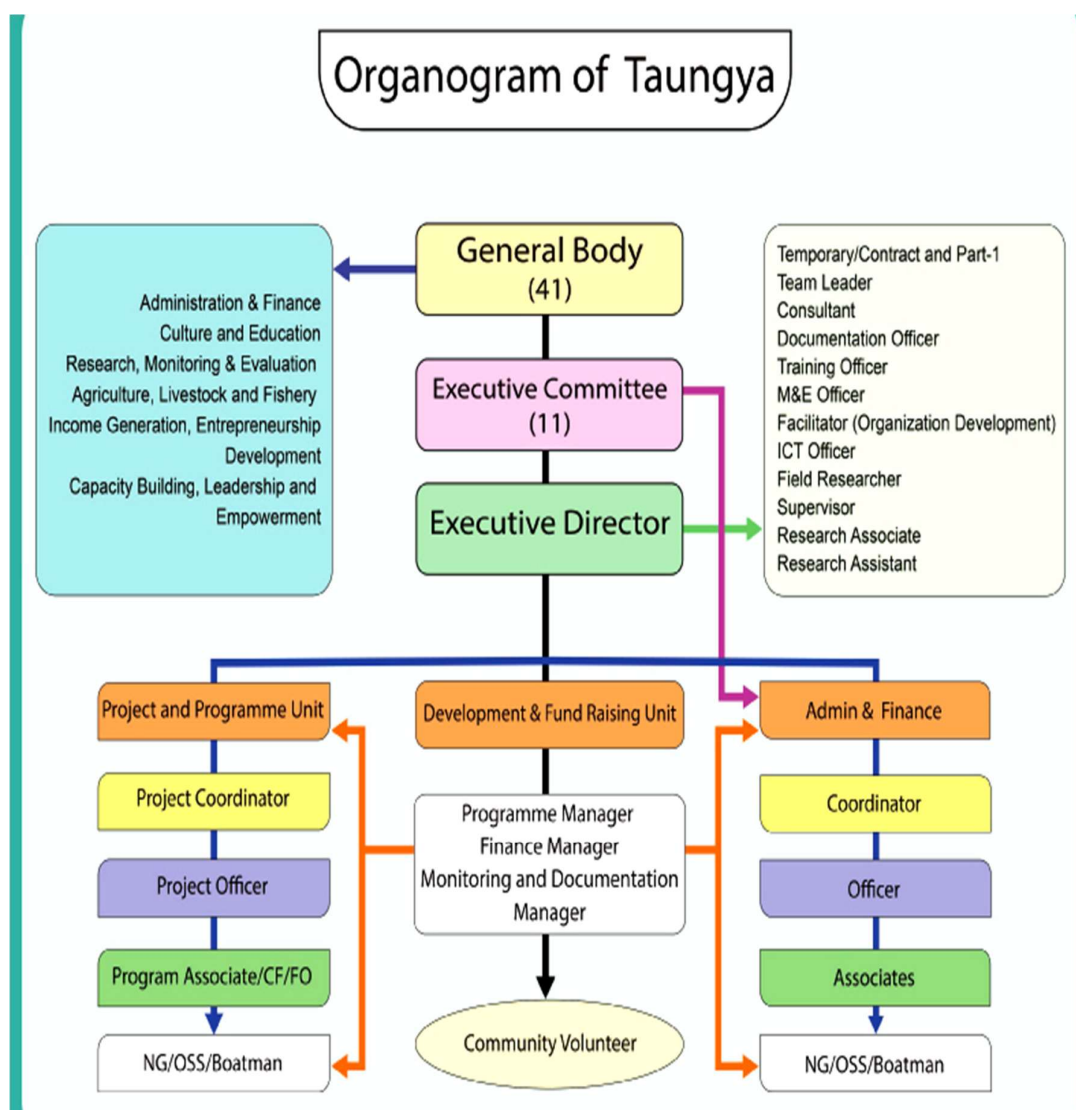 Organogram of Taungya
General Body
(41)
Administration & Finance
Culture and Education
Research, Monitoring & Evaluation
Agriculture, Livestock and Fishery
Income Generation, Entrepreneurship
Development
Capacity Building, Leadership and
Empowerment
Executive Committee
(11)
Executive Director
Temporary/Contract and Part-1
Team Leader
Consultant
Documentation Officer
Training Officer
M&E Officer
Facilitator (Organization Development)
ICT Officer
Field Researcher
Supervisor
Research Associate
Research Assistant
Project and Programme Unit
Project Coordinator
Project Officer
Program Associate/CF/FO
NG/OSS/Boatman
Development & Fund Raising Unit
Programme Manager
Finance Manager
Monitoring and Documentation
Manager
Community Volunteer
Admin & Finance
Coordinator
Officer
Associates
NG/OSS/Boatman